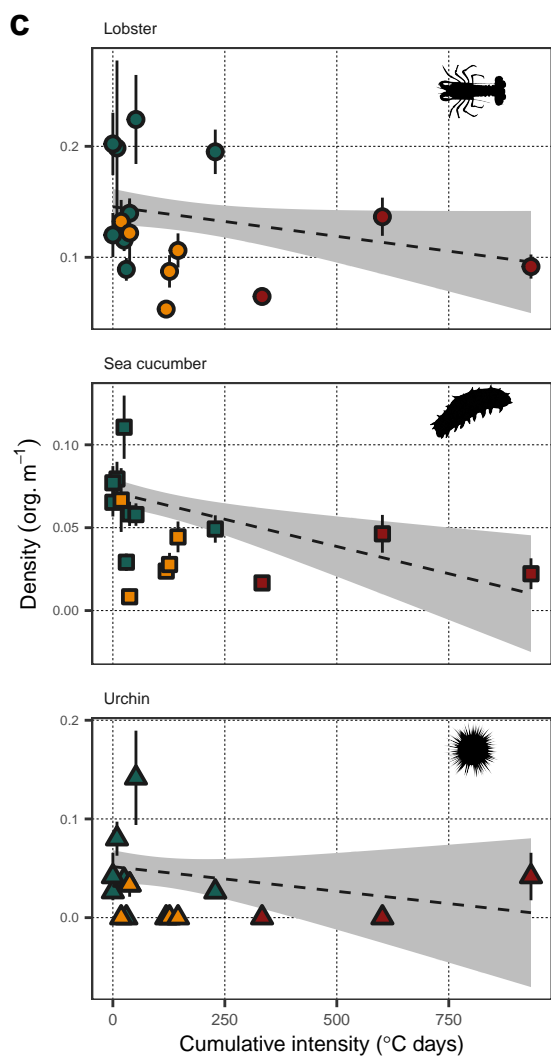 c
Lobster
0.2
0.1
Sea cucumber
0.10
0.05
0.00
Density (org. m⁻¹)
Urchin
0.2
0.1
0.0
0 250 500 750
Cumulative intensity (°C days)